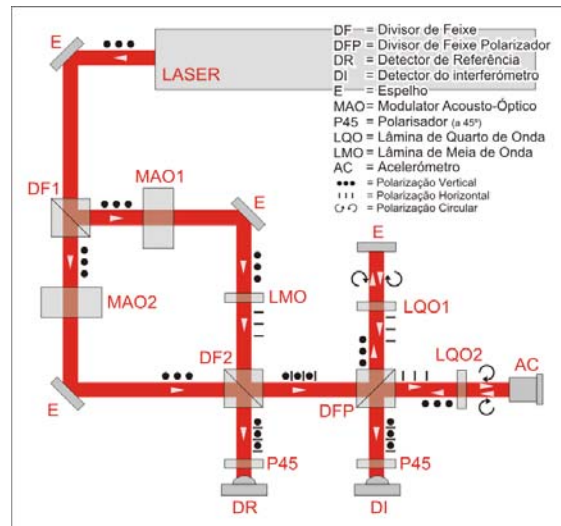 E
LASER
DF = Divisor de Feixe
DFP = Divisor de Feixe Polarizador
DR = Detector de Referência
DI = Detector do interferómetro
E = Espelho
MAO = Modulator Acousto-Óptico
P45 = Polarisador (a 45º)
LQO = Lâmina de Quarto de Onda
LMO = Lâmina de Meia de Onda
AC = Acelerómetro
= Polarização Vertical
= Polarização Horizontal
= Polarização Circular
MAO1
DF1
E
E
LMO
LQO1
MAO2
DF2
LQO2
AC
E
DFP
P45
P45
DR
DI